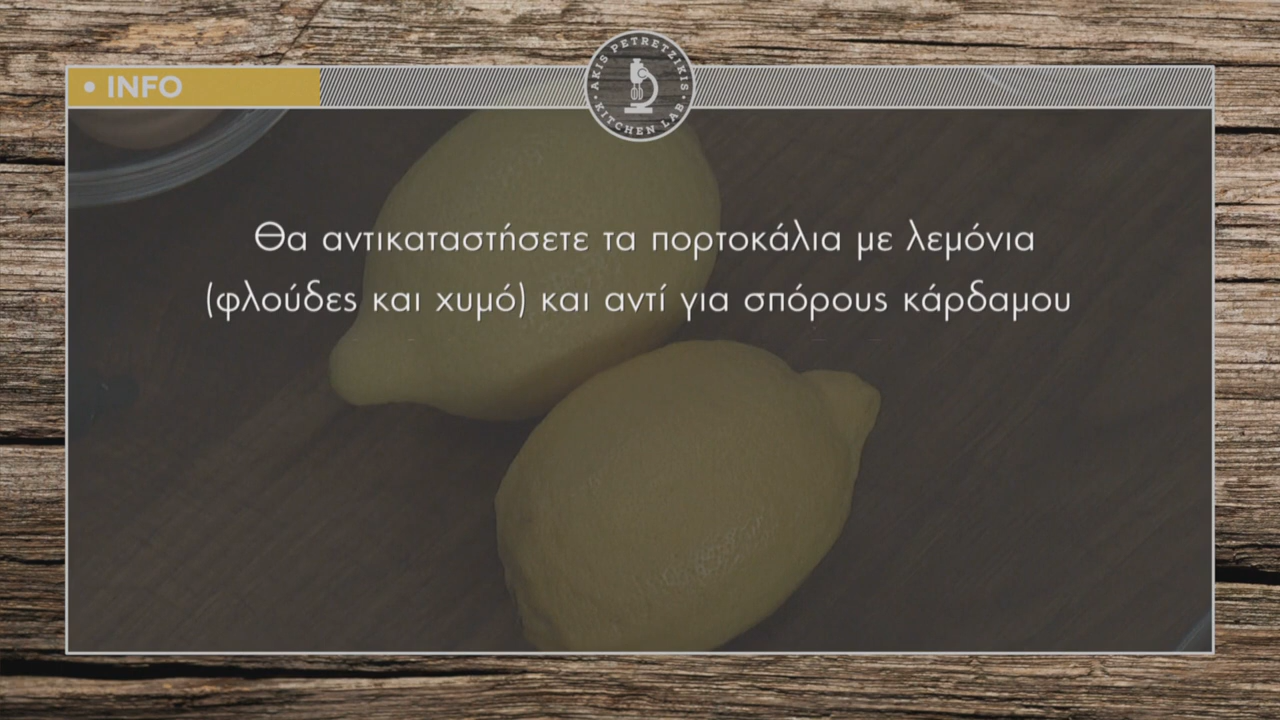 AKIS PETRETZIKIS
KITCHEN LAB
• INFO
Θα αντικαταστήσετε τα πορτοκάλια με λεμόνια
(φλούδες και χυμό) και αντί για σπόρους κάρδαμου